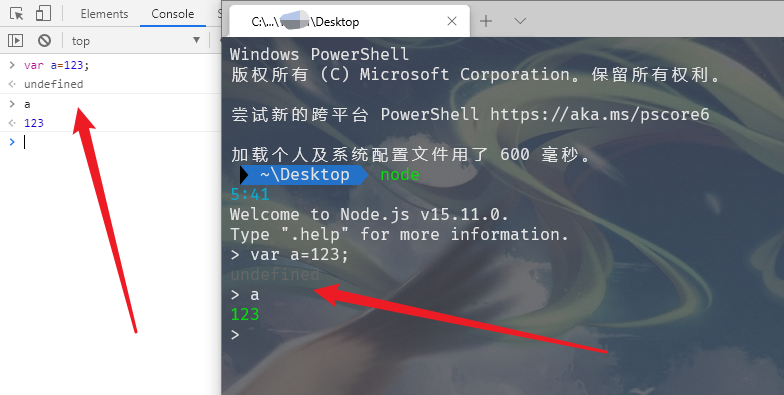 Elements
Console
top
> var a=123;
undefined
> a
123
>
C:\...\
\Desktop
Windows PowerShell
版权所有 (C) Microsoft Corporation。保留所有权利。
尝试新的跨平台 PowerShell https://aka.ms/pscore6
加载个人及系统配置文件用了 600 毫秒。
~\Desktop node
5:41
Welcome to Node.js v15.11.0.
Type ".help" for more information.
> var a=123;
undefined
> a
123
>